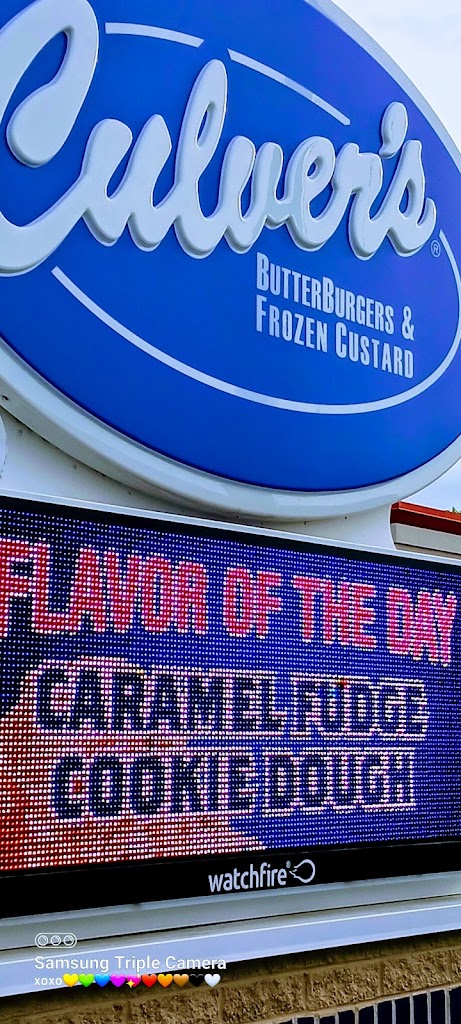 Culver's®
BUTTERBURGERS &
FROZEN CUSTARD
FLAVOR OF THE DAY
CARAMEL FUDGE
COOKIE DOUGH
watchfire®
Samsung Triple Camera
xoxo💛💚💙💜✨❤️🧡🤎🖤🤍